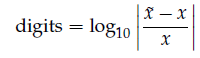 digits = log₁₀ |(x̃ − x) / x|